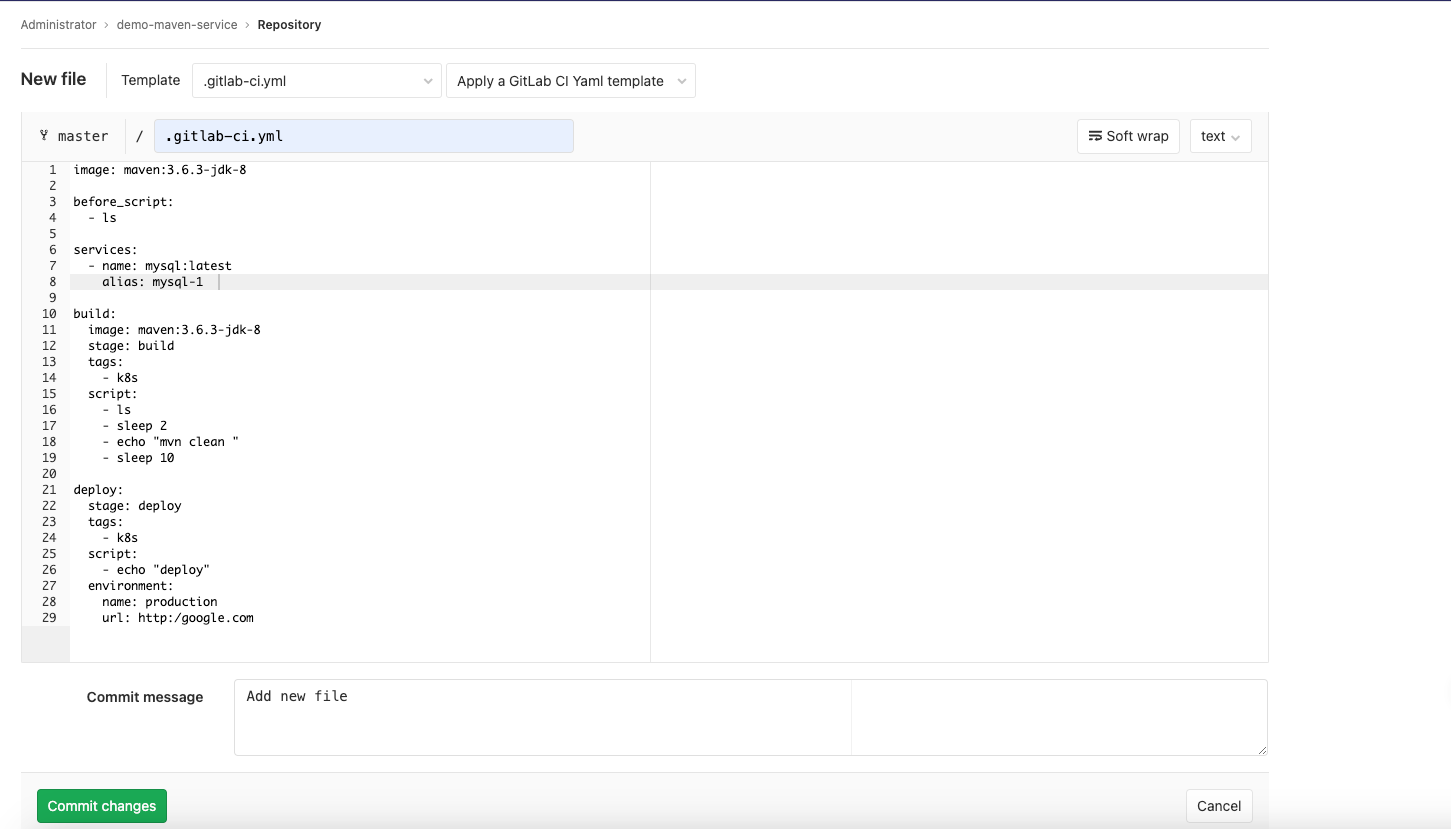 Administrator > demo-maven-service > Repository
New file Template .gitlab-ci.yml Apply a GitLab CI Yaml template
master / .gitlab-ci.yml Soft wrap text
1 image: maven:3.6.3-jdk-8
2
3 before_script:
4   - ls
5
6 services:
7   - name: mysql:latest
8     alias: mysql-1
9
10 build:
11   image: maven:3.6.3-jdk-8
12   stage: build
13   tags:
14     - k8s
15   script:
16     - ls
17     - sleep 2
18     - echo "mvn clean "
19     - sleep 10
20
21 deploy:
22   stage: deploy
23   tags:
24     - k8s
25   script:
26     - echo "deploy"
27   environment:
28     name: production
29     url: http:/google.com
Commit message Add new file
Commit changes Cancel